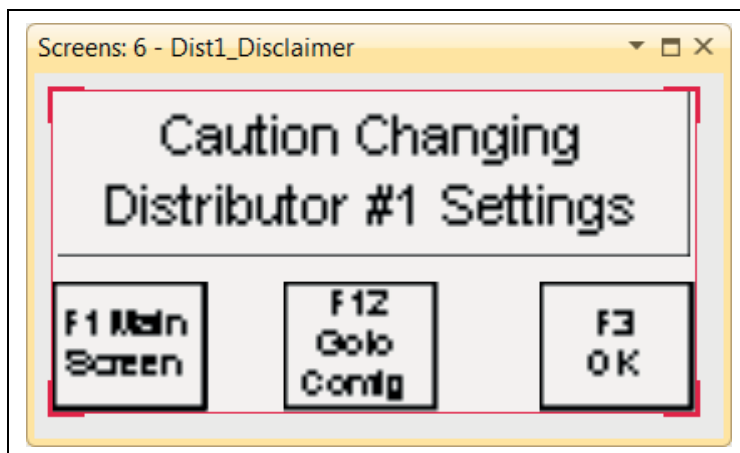 Screens: 6 - Dist1_Disclaimer
Caution Changing
Distributor #1 Settings
F1 Main
Screen
F12
Goto
Config
F3
OK